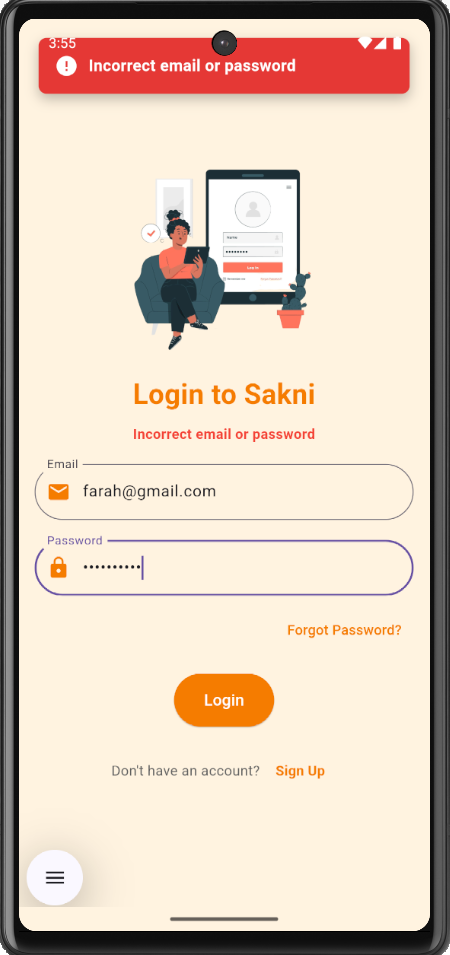 3:55
Incorrect email or password
Login to Sakni
Incorrect email or password
Email
farah@gmail.com
Password
••••••••••
Forgot Password?
Login
Don't have an account? Sign Up